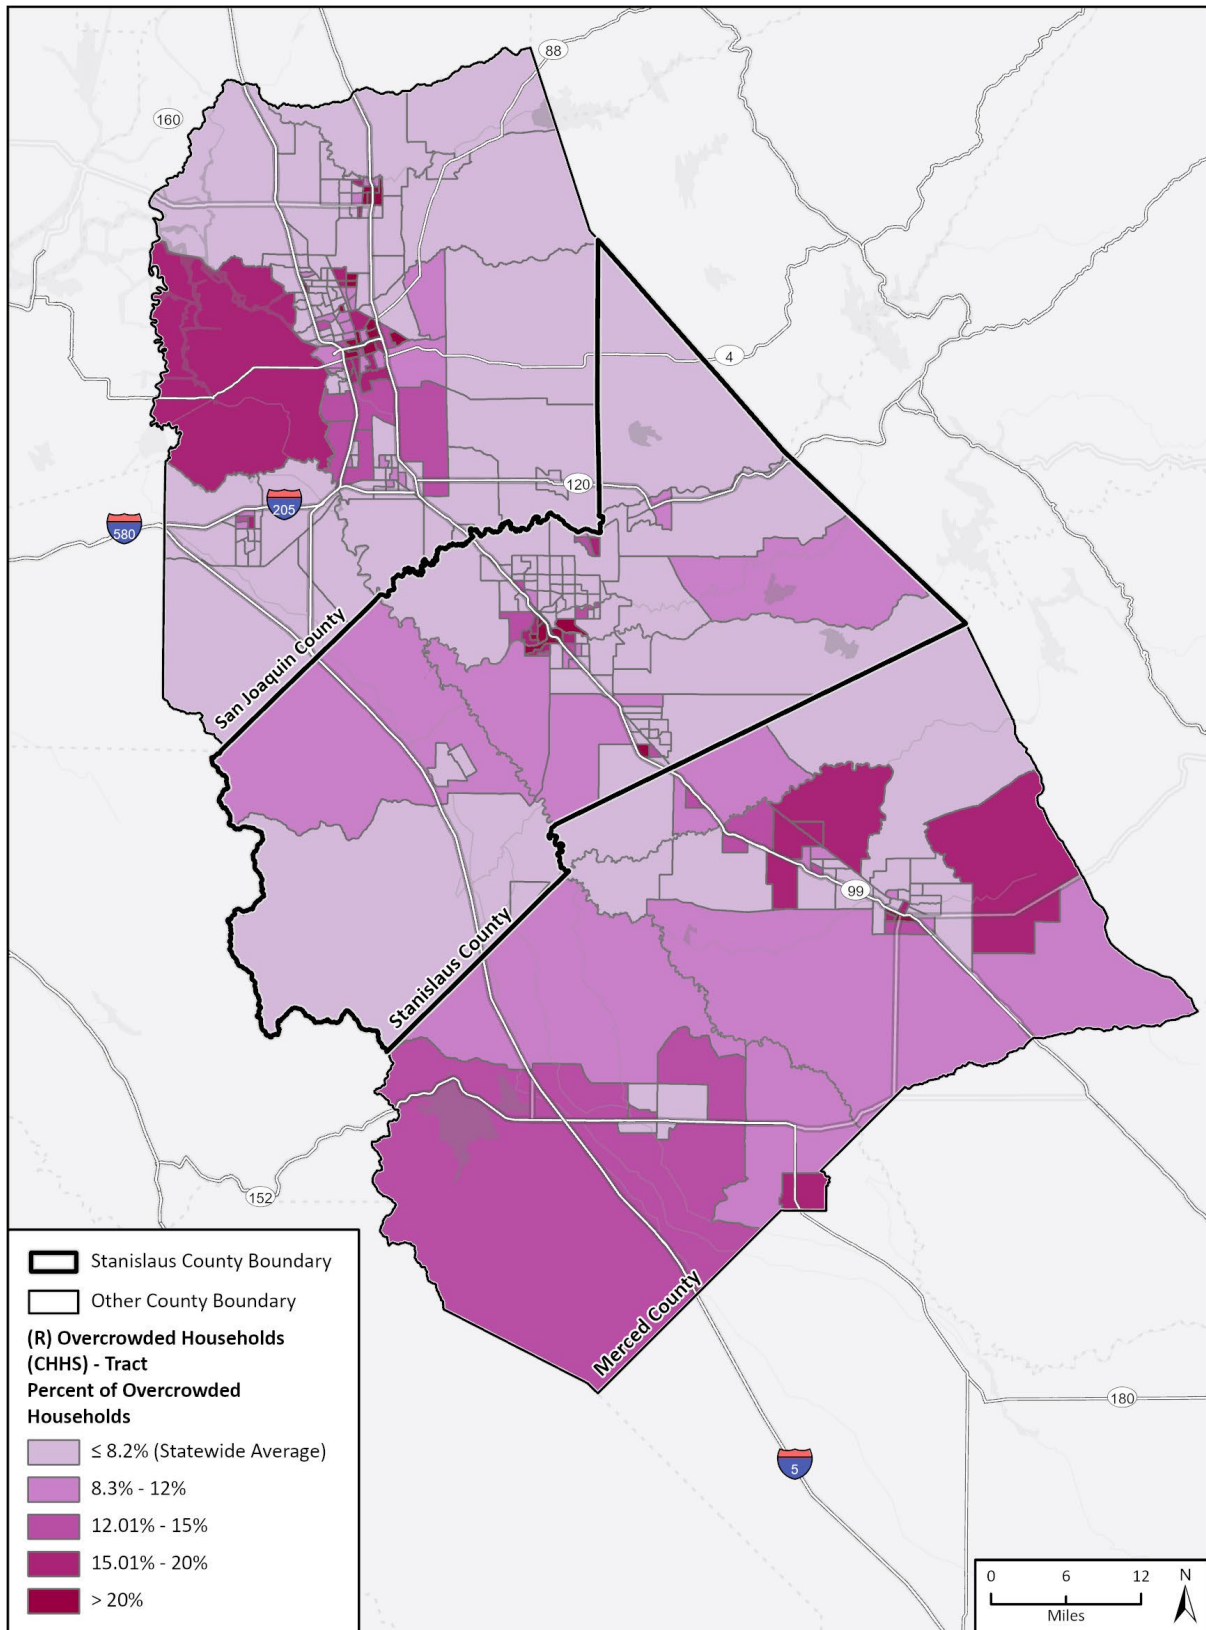 88
160
4
120
205
580
San Joaquin County
99
Stanislaus County
152
Merced County
180
5
Stanislaus County Boundary
Other County Boundary
(R) Overcrowded Households
(CHHS) - Tract
Percent of Overcrowded
Households
≤ 8.2% (Statewide Average)
8.3% - 12%
12.01% - 15%
15.01% - 20%
> 20%
0 6 12
Miles
N